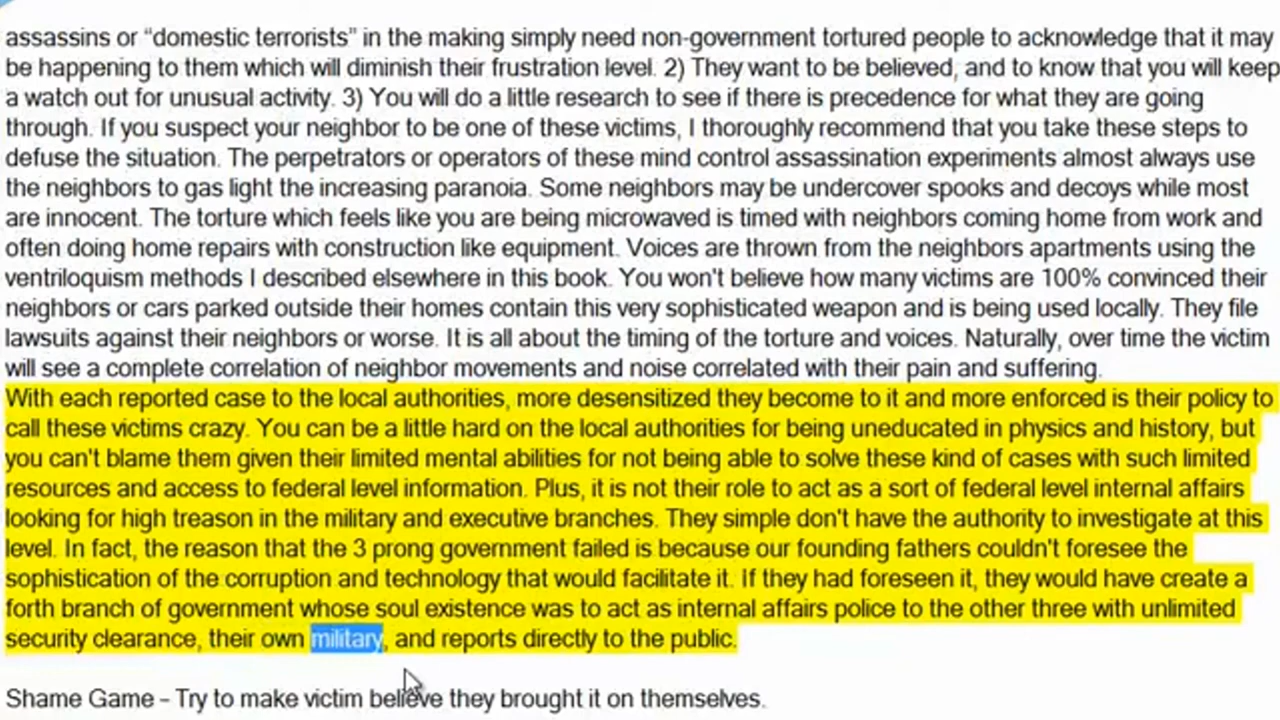 assassins or “domestic terrorists” in the making simply need non-government tortured people to acknowledge that it may
be happening to them which will diminish their frustration level. 2) They want to be believed, and to know that you will keep
a watch out for unusual activity. 3) You will do a little research to see if there is precedence for what they are going
through. If you suspect your neighbor to be one of these victims, I thoroughly recommend that you take these steps to
defuse the situation. The perpetrators or operators of these mind control assassination experiments almost always use
the neighbors to gas light the increasing paranoia. Some neighbors may be undercover spooks and decoys while most
are innocent. The torture which feels like you are being microwaved is timed with neighbors coming home from work and
often doing home repairs with construction like equipment. Voices are thrown from the neighbors apartments using the
ventriloquism methods I described elsewhere in this book. You won't believe how many victims are 100% convinced their
neighbors or cars parked outside their homes contain this very sophisticated weapon and is being used locally. They file
lawsuits against their neighbors or worse. It is all about the timing of the torture and voices. Naturally, over time the victim
will see a complete correlation of neighbor movements and noise correlated with their pain and suffering.
With each reported case to the local authorities, more desensitized they become to it and more enforced is their policy to
call these victims crazy. You can be a little hard on the local authorities for being uneducated in physics and history, but
you can't blame them given their limited mental abilities for not being able to solve these kind of cases with such limited
resources and access to federal level information. Plus, it is not their role to act as a sort of federal level internal affairs
looking for high treason in the military and executive branches. They simple don't have the authority to investigate at this
level. In fact, the reason that the 3 prong government failed is because our founding fathers couldn't foresee the
sophistication of the corruption and technology that would facilitate it. If they had foreseen it, they would have create a
forth branch of government whose soul existence was to act as internal affairs police to the other three with unlimited
security clearance, their own military, and reports directly to the public.
Shame Game – Try to make victim believe they brought it on themselves.